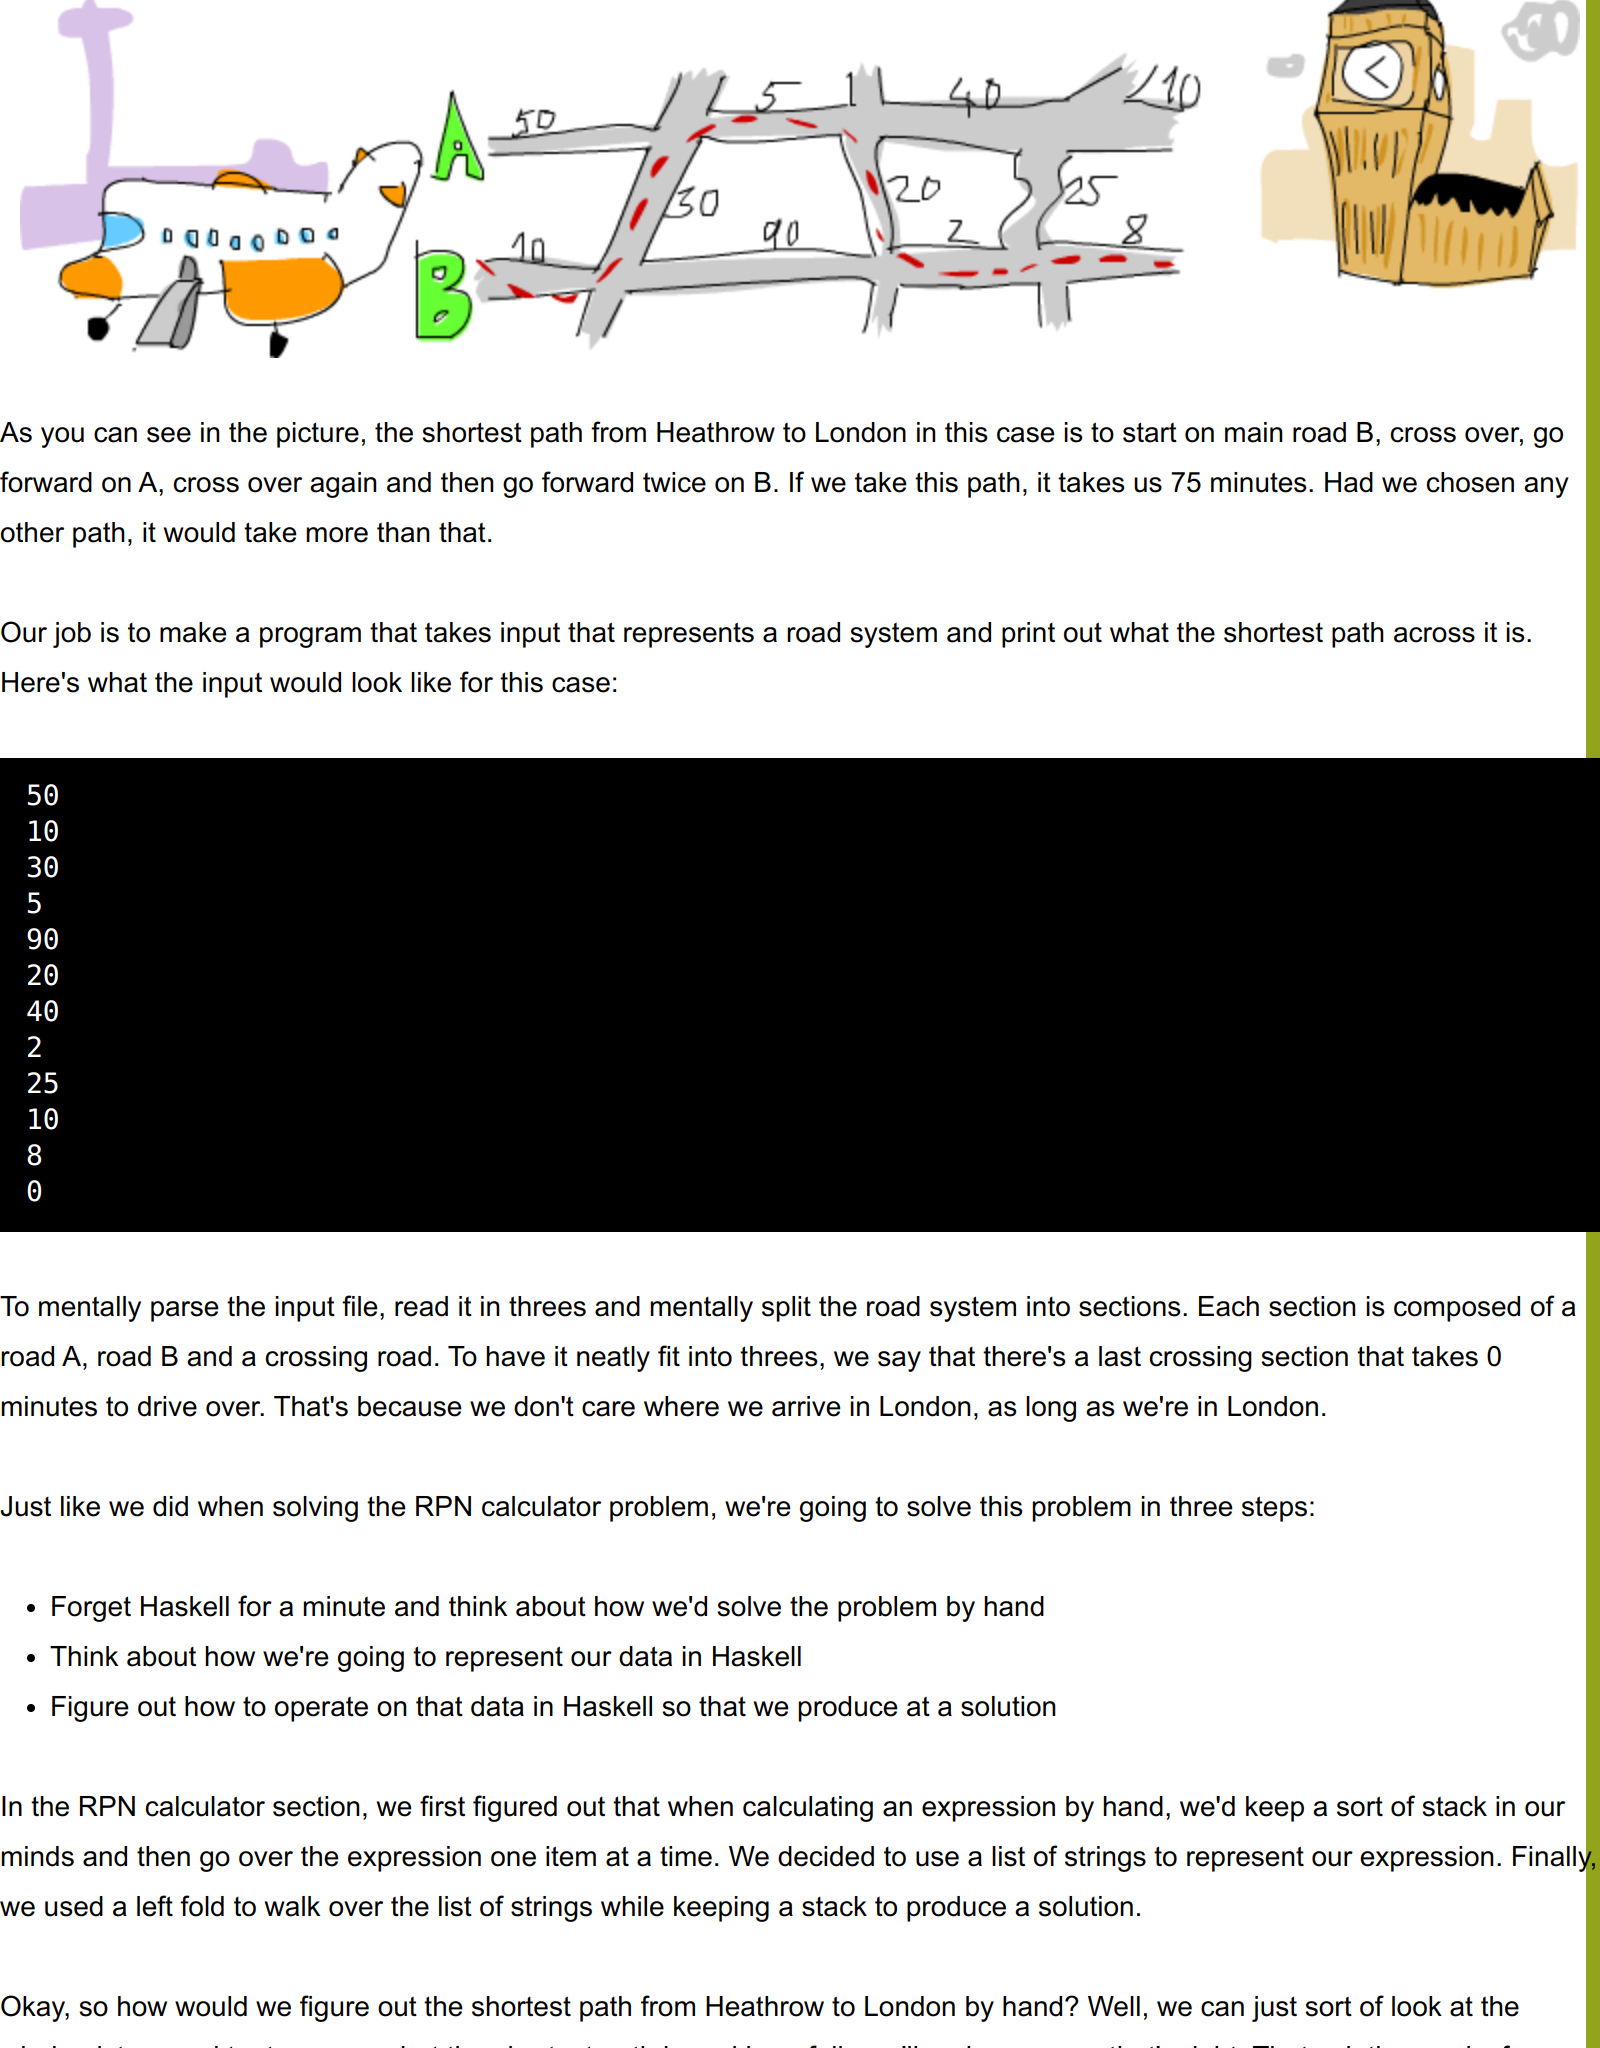 50 5 40 10
A
30 20 25
10 90 2 8
B
As you can see in the picture, the shortest path from Heathrow to London in this case is to start on main road B, cross over, go
forward on A, cross over again and then go forward twice on B. If we take this path, it takes us 75 minutes. Had we chosen any
other path, it would take more than that.
Our job is to make a program that takes input that represents a road system and print out what the shortest path across it is.
Here's what the input would look like for this case:
50
10
30
5
90
20
40
2
25
10
8
0
To mentally parse the input file, read it in threes and mentally split the road system into sections. Each section is composed of a
road A, road B and a crossing road. To have it neatly fit into threes, we say that there's a last crossing section that takes 0
minutes to drive over. That's because we don't care where we arrive in London, as long as we're in London.
Just like we did when solving the RPN calculator problem, we're going to solve this problem in three steps:
• Forget Haskell for a minute and think about how we'd solve the problem by hand
• Think about how we're going to represent our data in Haskell
• Figure out how to operate on that data in Haskell so that we produce at a solution
In the RPN calculator section, we first figured out that when calculating an expression by hand, we'd keep a sort of stack in our
minds and then go over the expression one item at a time. We decided to use a list of strings to represent our expression. Finally,
we used a left fold to walk over the list of strings while keeping a stack to produce a solution.
Okay, so how would we figure out the shortest path from Heathrow to London by hand? Well, we can just sort of look at the